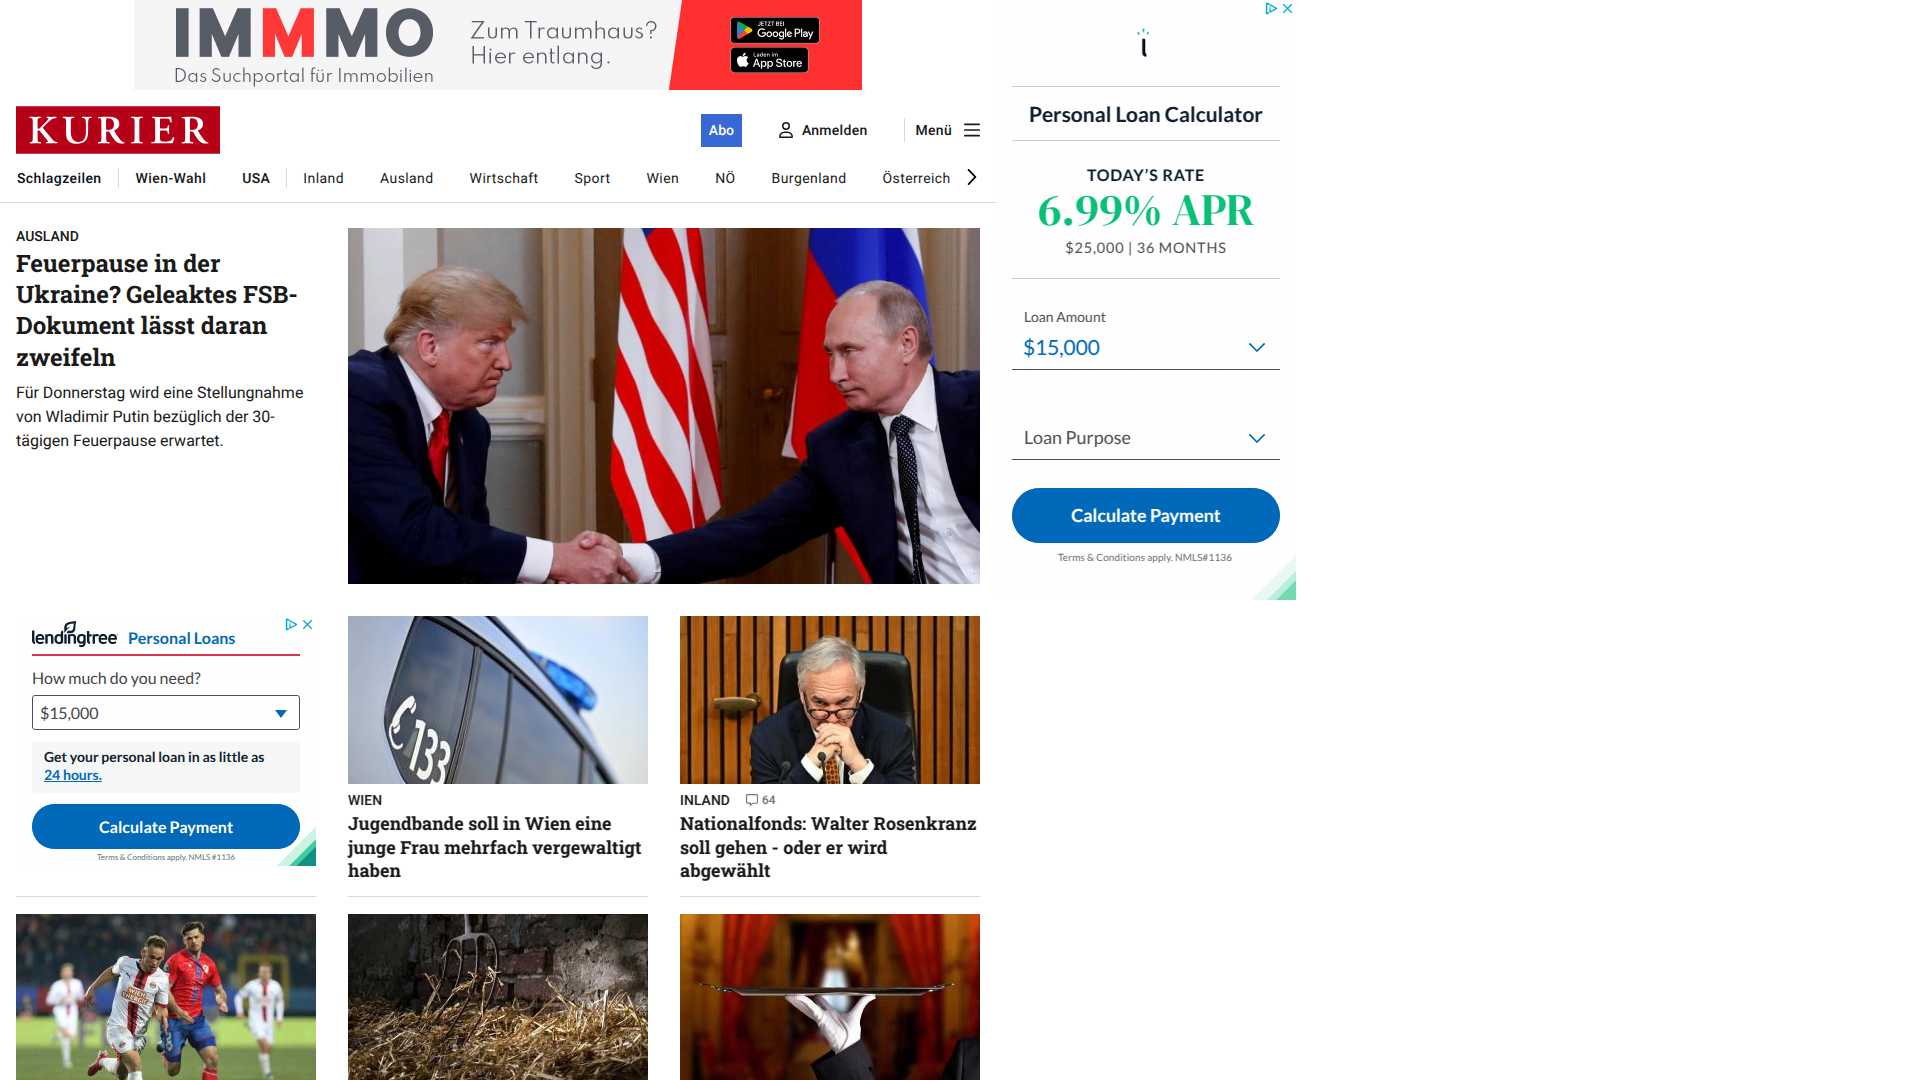 IMMMO
Das Suchportal für Immobilien
Zum Traumhaus?
Hier entlang.
JETZT BEI
Google Play
Laden im
App Store
KURIER
Abo
Anmelden
Menü
Schlagzeilen
Wien-Wahl
USA
Inland
Ausland
Wirtschaft
Sport
Wien
NÖ
Burgenland
Österreich
AUSLAND
Feuerpause in der
Ukraine? Geleaktes FSB-
Dokument lässt daran
zweifeln
Für Donnerstag wird eine Stellungnahme
von Wladimir Putin bezüglich der 30-
tägigen Feuerpause erwartet.
Personal Loan Calculator
TODAY'S RATE
6.99% APR
$25,000 | 36 MONTHS
Loan Amount
$15,000
Loan Purpose
Calculate Payment
Terms & Conditions apply. NMLS#1136
lendingtree Personal Loans
How much do you need?
$15,000
Get your personal loan in as little as
24 hours.
Calculate Payment
Terms & Conditions apply. NMLS #1136
133
WIEN
Jugendbande soll in Wien eine
junge Frau mehrfach vergewaltigt
haben
INLAND 64
Nationalfonds: Walter Rosenkranz
soll gehen - oder er wird
abgewählt